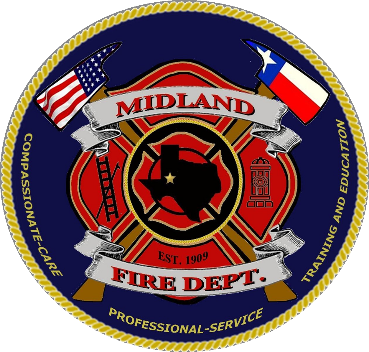 MIDLAND
EST. 1909
FIRE DEPT.
COMPASSIONATE-CARE
PROFESSIONAL-SERVICE
TRAINING AND EDUCATION